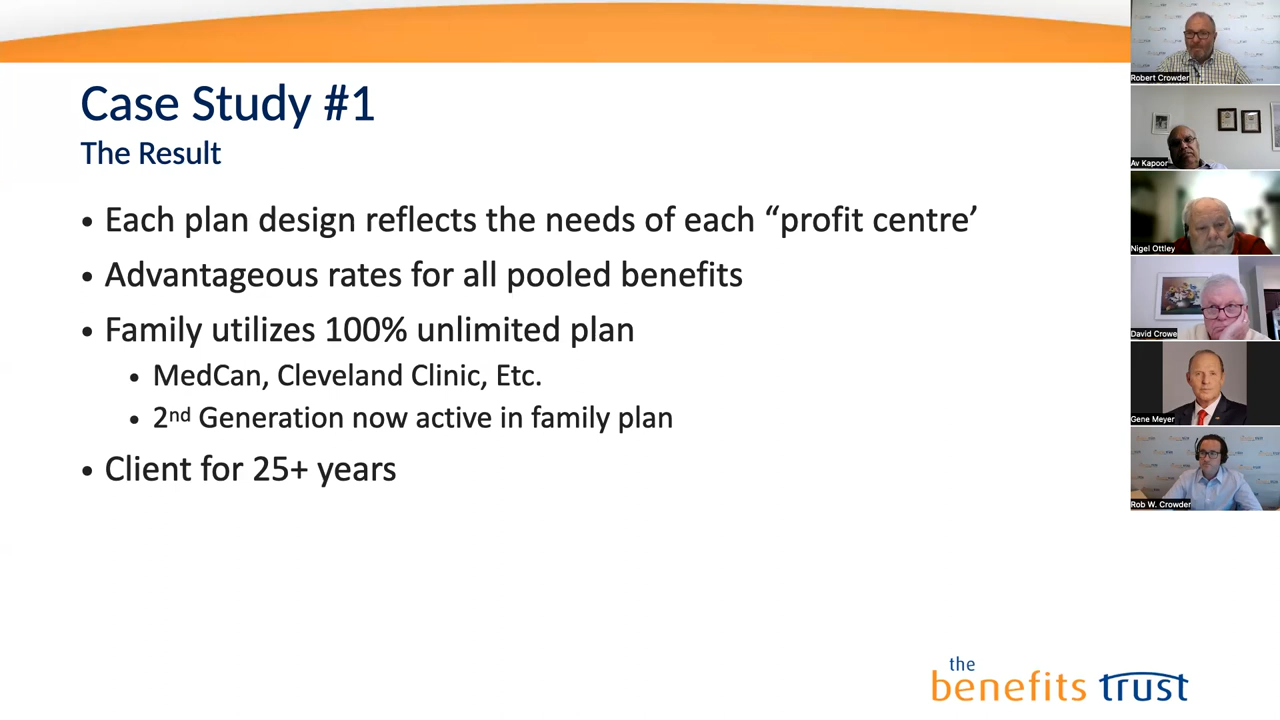 Case Study #1
The Result
• Each plan design reflects the needs of each “profit centre’
• Advantageous rates for all pooled benefits
• Family utilizes 100% unlimited plan
• MedCan, Cleveland Clinic, Etc.
• 2nd Generation now active in family plan
• Client for 25+ years
the
benefits trust
Robert Crowder
Av Kapoor
Nigel Ottley
David Crowe
Gene Meyer
Rob W. Crowder